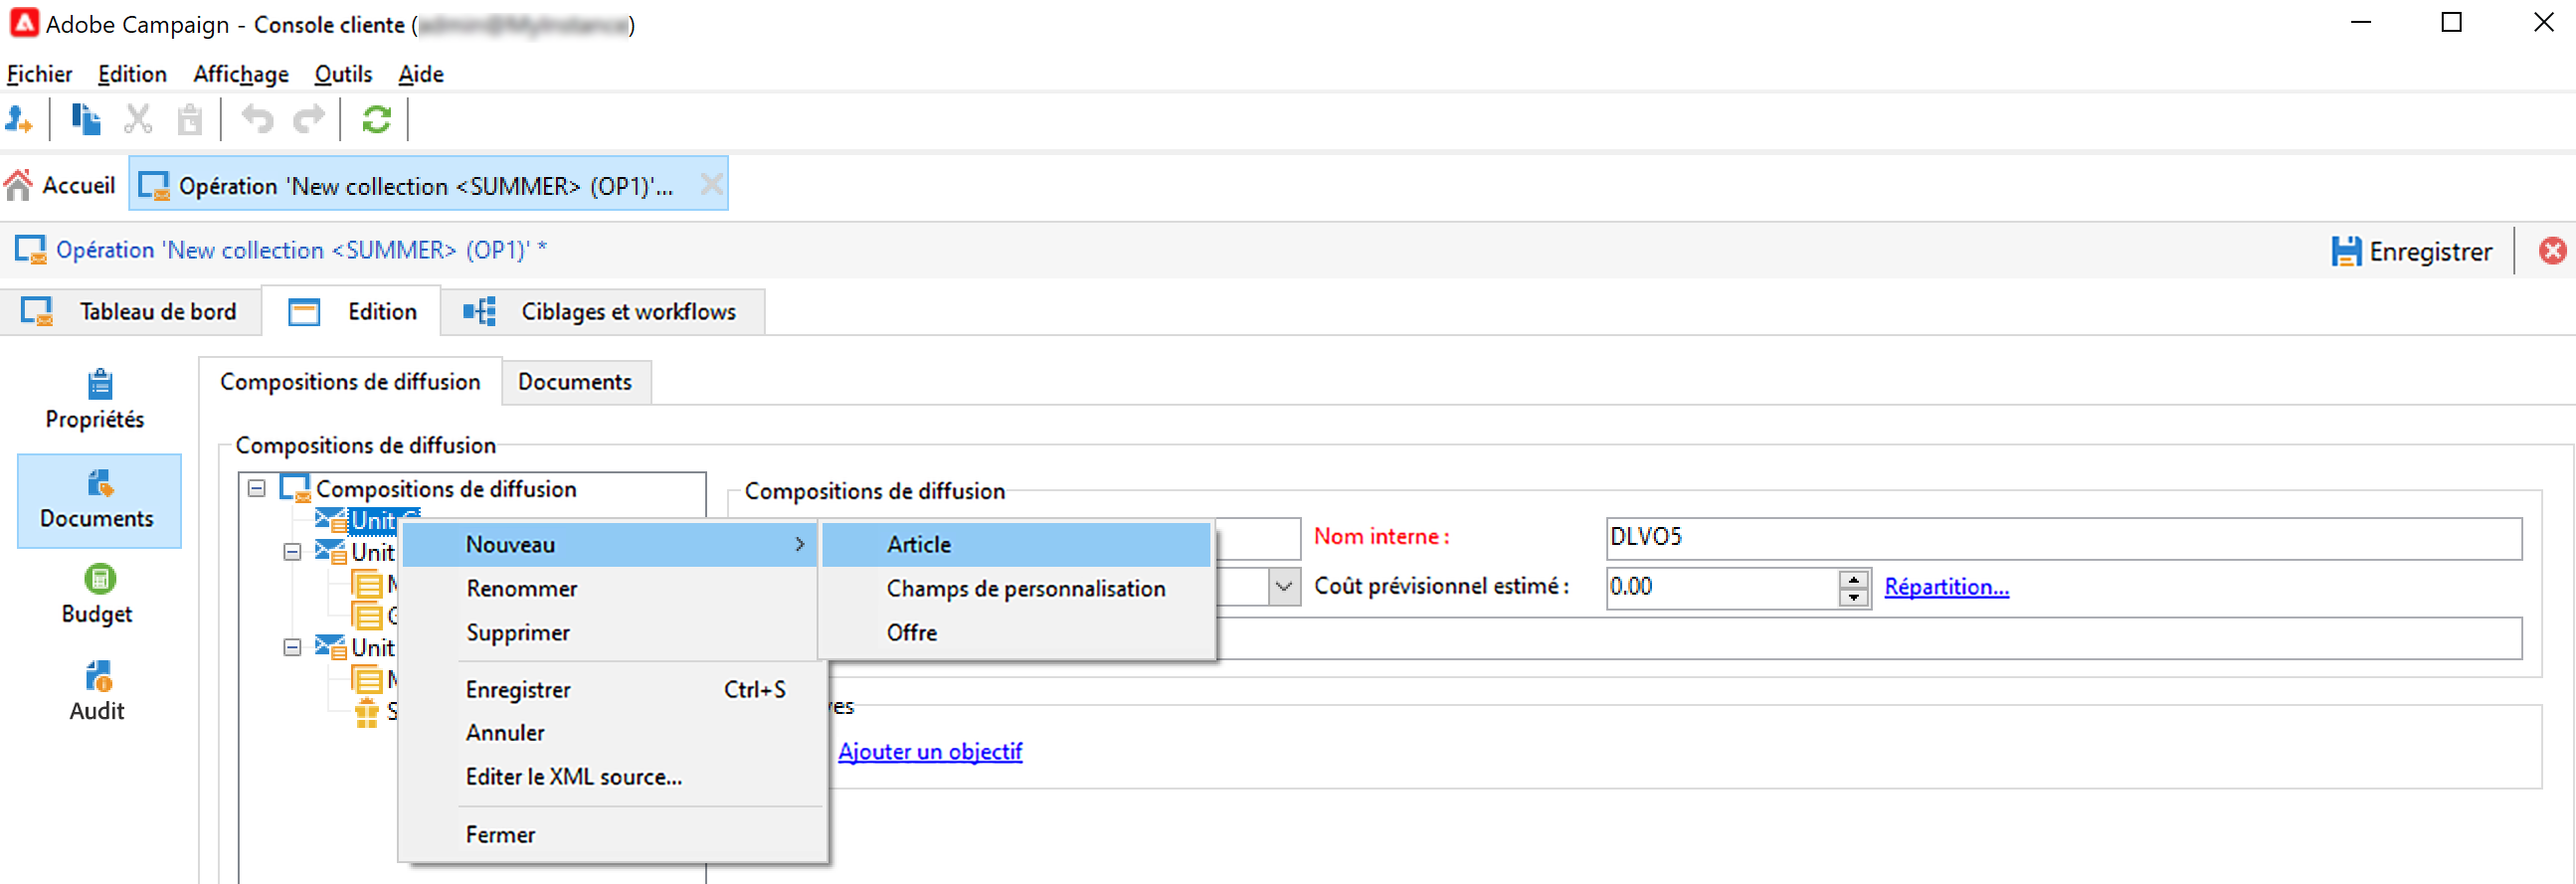 Adobe Campaign - Console cliente ( )
Fichier Edition Affichage Outils Aide
Accueil Opération 'New collection <SUMMER> (OP1)'...
Opération 'New collection <SUMMER> (OP1)' * Enregistrer
Tableau de bord Edition Ciblages et workflows
Propriétés
Documents
Budget
Audit
Compositions de diffusion Documents
Compositions de diffusion
Compositions de diffusion
Unit
Unit
Unit
Nouveau
Renommer
Supprimer
Enregistrer Ctrl+S
Annuler
Editer le XML source...
Fermer
Article
Champs de personnalisation
Offre
Compositions de diffusion
Nom interne : DLVO5
Coût prévisionnel estimé : 0.00 Répartition...
Ajouter un objectif